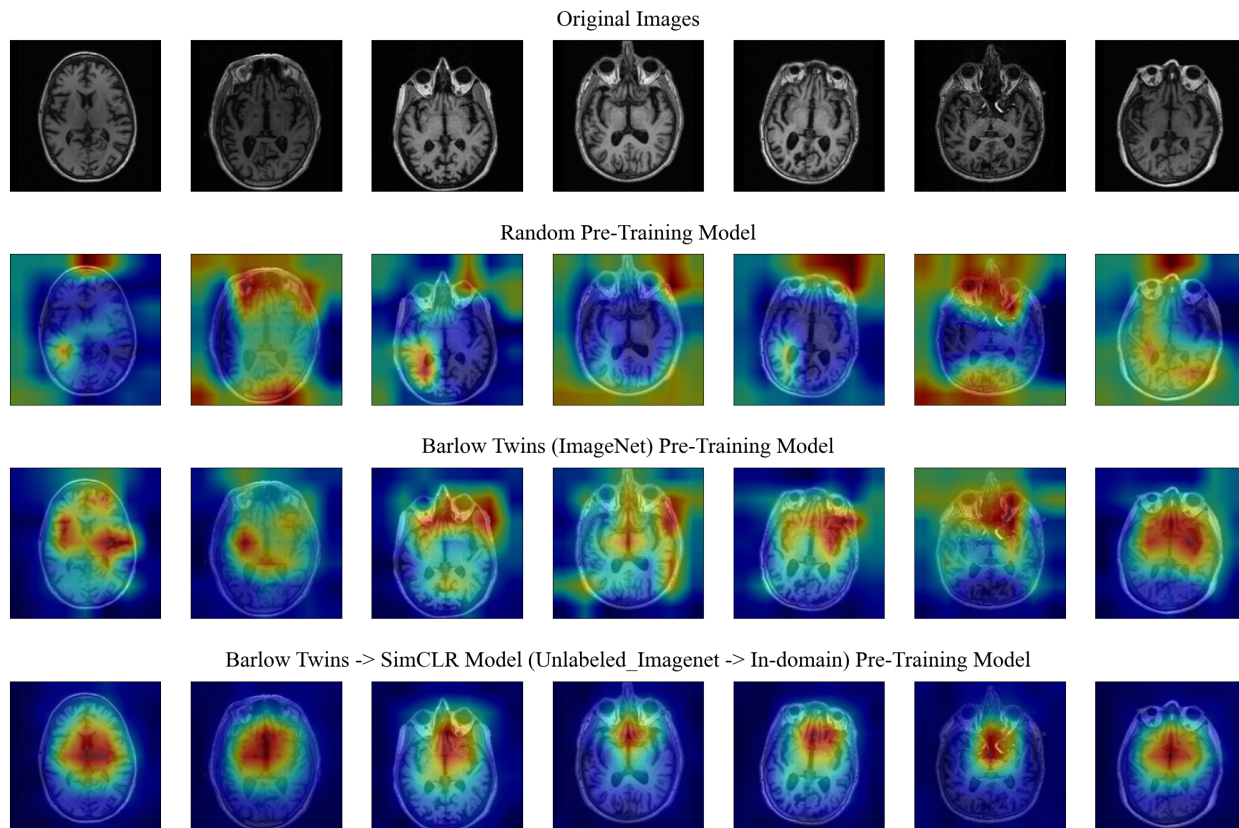 Original Images
Random Pre-Training Model
Barlow Twins (ImageNet) Pre-Training Model
Barlow Twins -> SimCLR Model (Unlabeled_Imagenet -> In-domain) Pre-Training Model